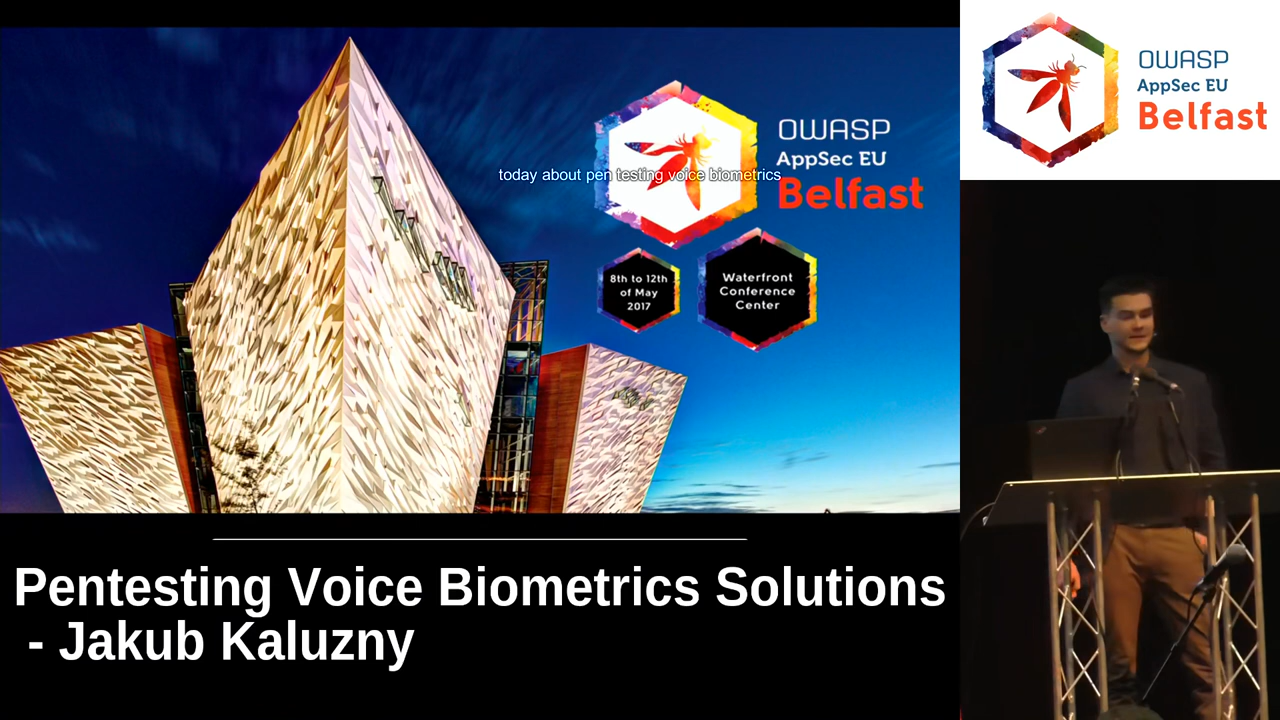 OWASP
AppSec EU
Belfast
today about pen testing voice biometrics
8th to 12th
of May
2017
Waterfront
Conference
Center
Pentesting Voice Biometrics Solutions
- Jakub Kaluzny
OWASP
AppSec EU
Belfast